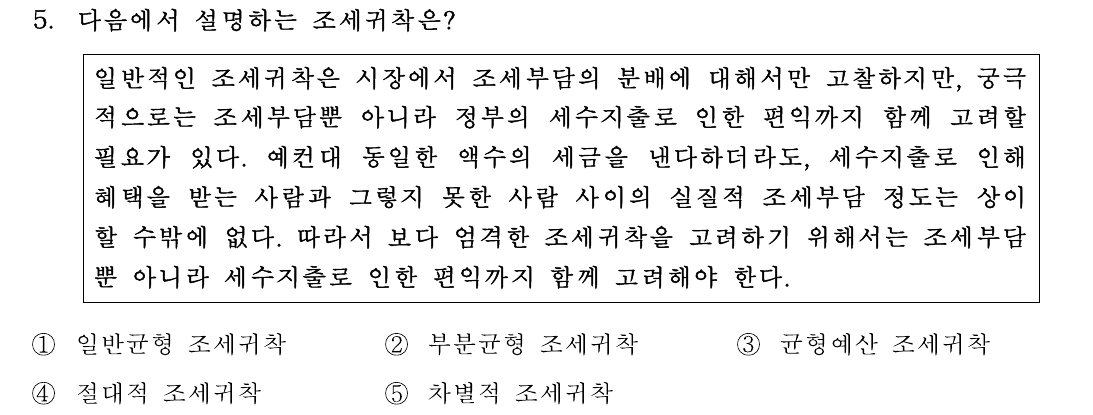 5. 다음에서 설명하는 조세귀착은?
일반적인 조세귀착은 시장에서 조세부담의 분배에 대해서만 고찰하지만, 궁극
적으로는 조세부담뿐 아니라 정부의 세수지출로 인한 편익까지 함께 고려할
필요가 있다. 예컨대 동일한 액수의 세금을 낸다하더라도, 세수지출로 인해
혜택을 받는 사람과 그렇지 못한 사람 사이의 실질적 조세부담 정도는 상이
할 수밖에 없다. 따라서 보다 엄격한 조세귀착을 고려하기 위해서는 조세부담
뿐 아니라 세수지출로 인한 편익까지 함께 고려해야 한다.
① 일반균형 조세귀착 ② 부분균형 조세귀착 ③ 균형예산 조세귀착
④ 절대적 조세귀착 ⑤ 차별적 조세귀착